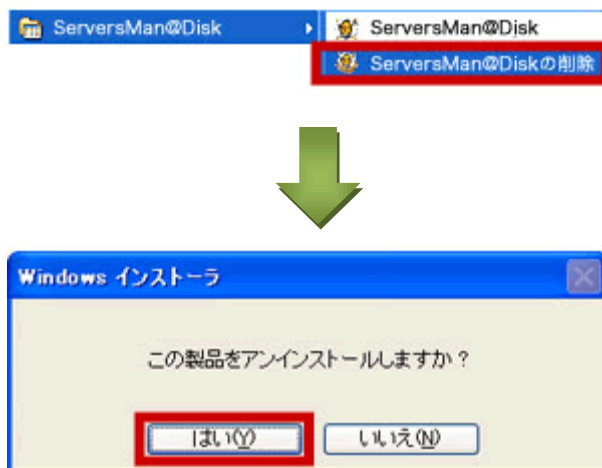 ServersMan@Disk
ServersMan@Disk
ServersMan@Diskの削除
Windows インストーラ
この製品をアンインストールしますか？
はい(Y)
いいえ(N)